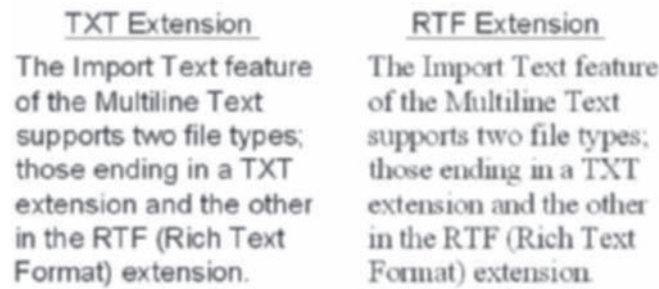 TXT Extension
The Import Text feature
of the Multiline Text
supports two file types;
those ending in a TXT
extension and the other
in the RTF (Rich Text
Format) extension.
RTF Extension
The Import Text feature
of the Multiline Text
supports two file types;
those ending in a TXT
extension and the other
in the RTF (Rich Text
Format) extension.